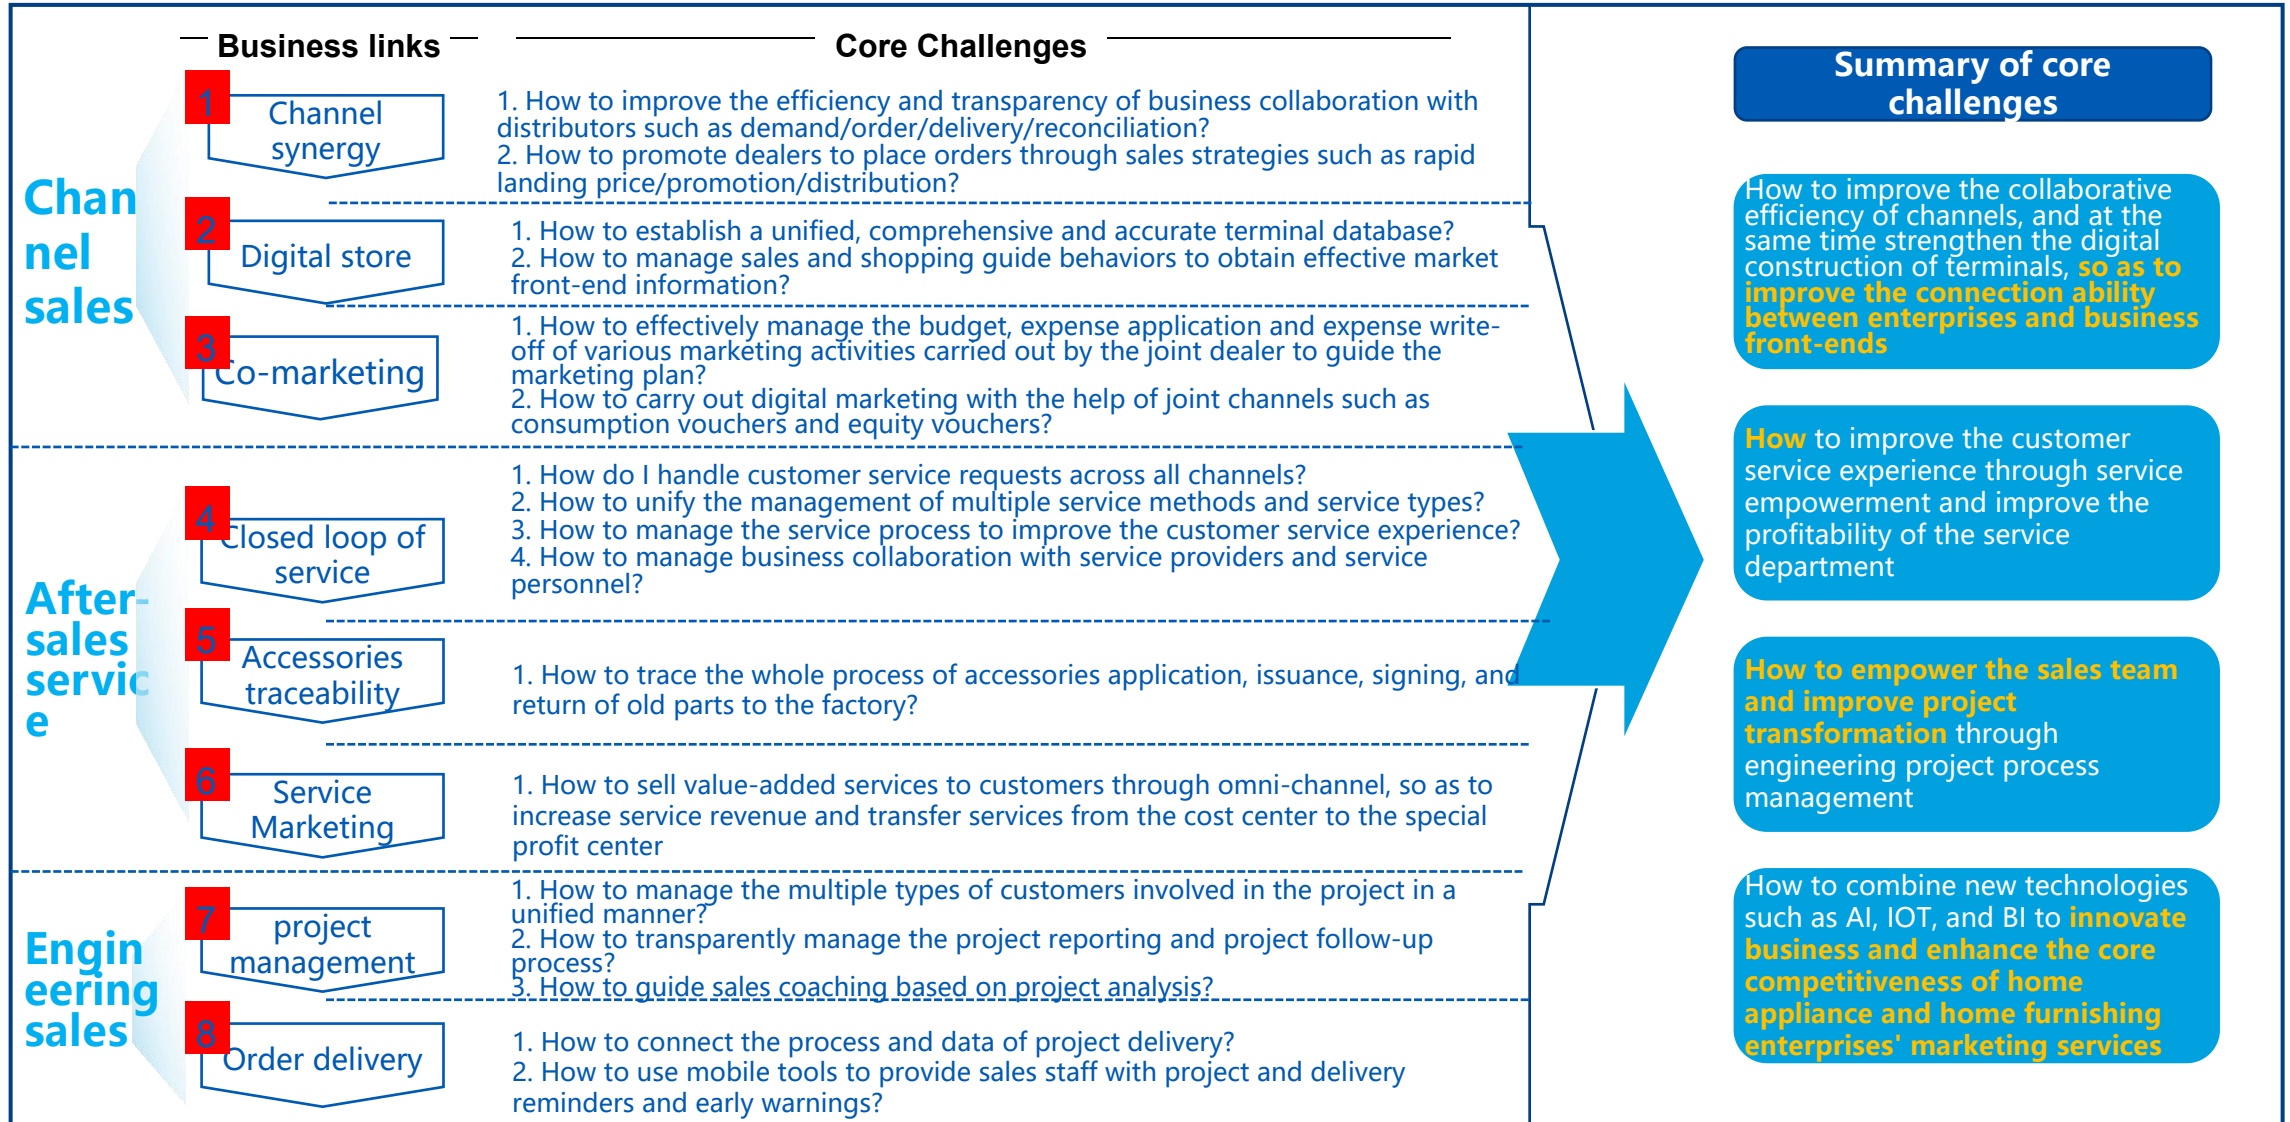 Business links
Core Challenges
Summary of core
challenges
Chan
nel
sales
1
Channel
synergy
1. How to improve the efficiency and transparency of business collaboration with
distributors such as demand/order/delivery/reconciliation?
2. How to promote dealers to place orders through sales strategies such as rapid
landing price/promotion/distribution?
2
Digital store
1. How to establish a unified, comprehensive and accurate terminal database?
2. How to manage sales and shopping guide behaviors to obtain effective market
front-end information?
3
Co-marketing
1. How to effectively manage the budget, expense application and expense write-
off of various marketing activities carried out by the joint dealer to guide the
marketing plan?
2. How to carry out digital marketing with the help of joint channels such as
consumption vouchers and equity vouchers?
After-
sales
servic
e
4
Closed loop of
service
1. How do I handle customer service requests across all channels?
2. How to unify the management of multiple service methods and service types?
3. How to manage the service process to improve the customer service experience?
4. How to manage business collaboration with service providers and service
personnel?
5
Accessories
traceability
1. How to trace the whole process of accessories application, issuance, signing, and
return of old parts to the factory?
6
Service
Marketing
1. How to sell value-added services to customers through omni-channel, so as to
increase service revenue and transfer services from the cost center to the special
profit center
Engin
eering
sales
7
project
management
1. How to manage the multiple types of customers involved in the project in a
unified manner?
2. How to transparently manage the project reporting and project follow-up
process?
3. How to guide sales coaching based on project analysis?
8
Order delivery
1. How to connect the process and data of project delivery?
2. How to use mobile tools to provide sales staff with project and delivery
reminders and early warnings?
How to improve the collaborative
efficiency of channels, and at the
same time strengthen the digital
construction of terminals, so as to
improve the connection ability
between enterprises and business
front-ends
How to improve the customer
service experience through service
empowerment and improve the
profitability of the service
department
How to empower the sales team
and improve project
transformation through
engineering project process
management
How to combine new technologies
such as AI, IOT, and BI to innovate
business and enhance the core
competitiveness of home
appliance and home furnishing
enterprises' marketing services